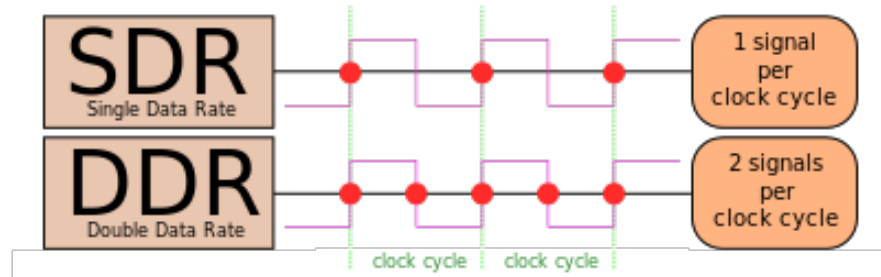 SDR
Single Data Rate
1 signal
per
clock cycle
DDR
Double Data Rate
2 signals
per
clock cycle
clock cycle
clock cycle